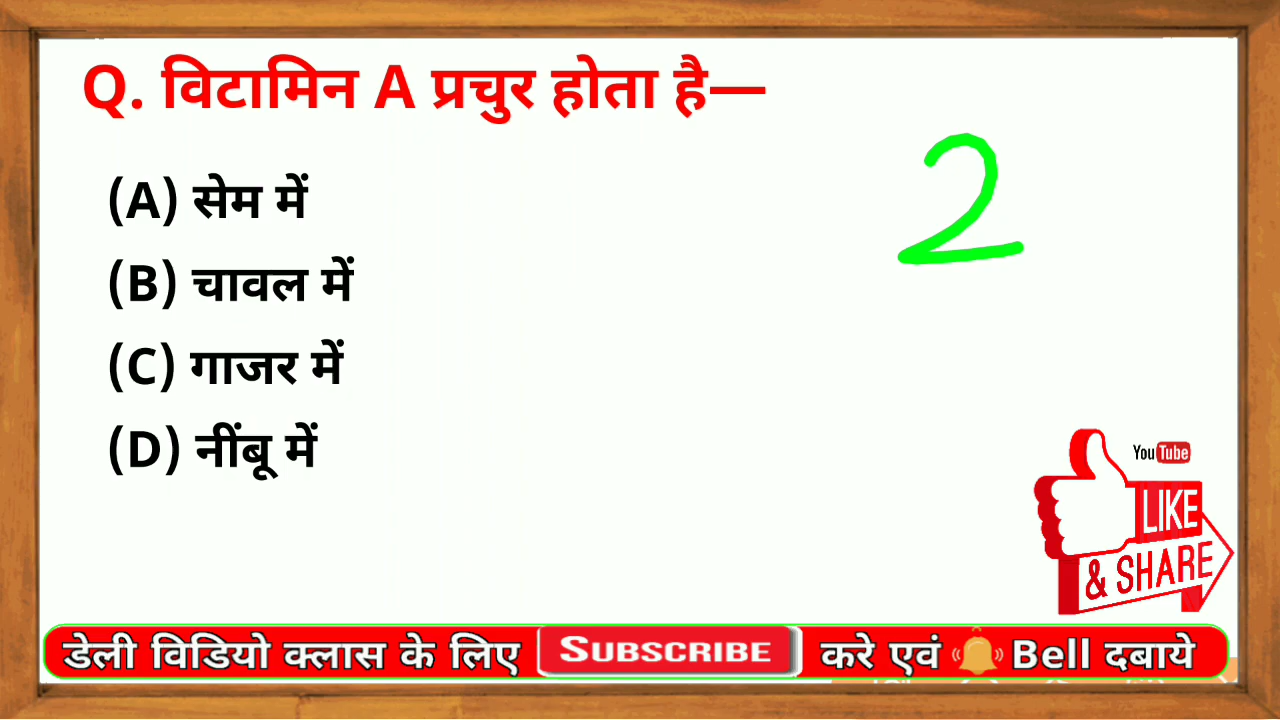 Q. विटामिन A प्रचुर होता है—
2
(A) सेम में
(B) चावल में
(C) गाजर में
(D) नींबू में
YouTube
LIKE
& SHARE
डेली विडियो क्लास के लिए SUBSCRIBE करे एवं Bell दबाये